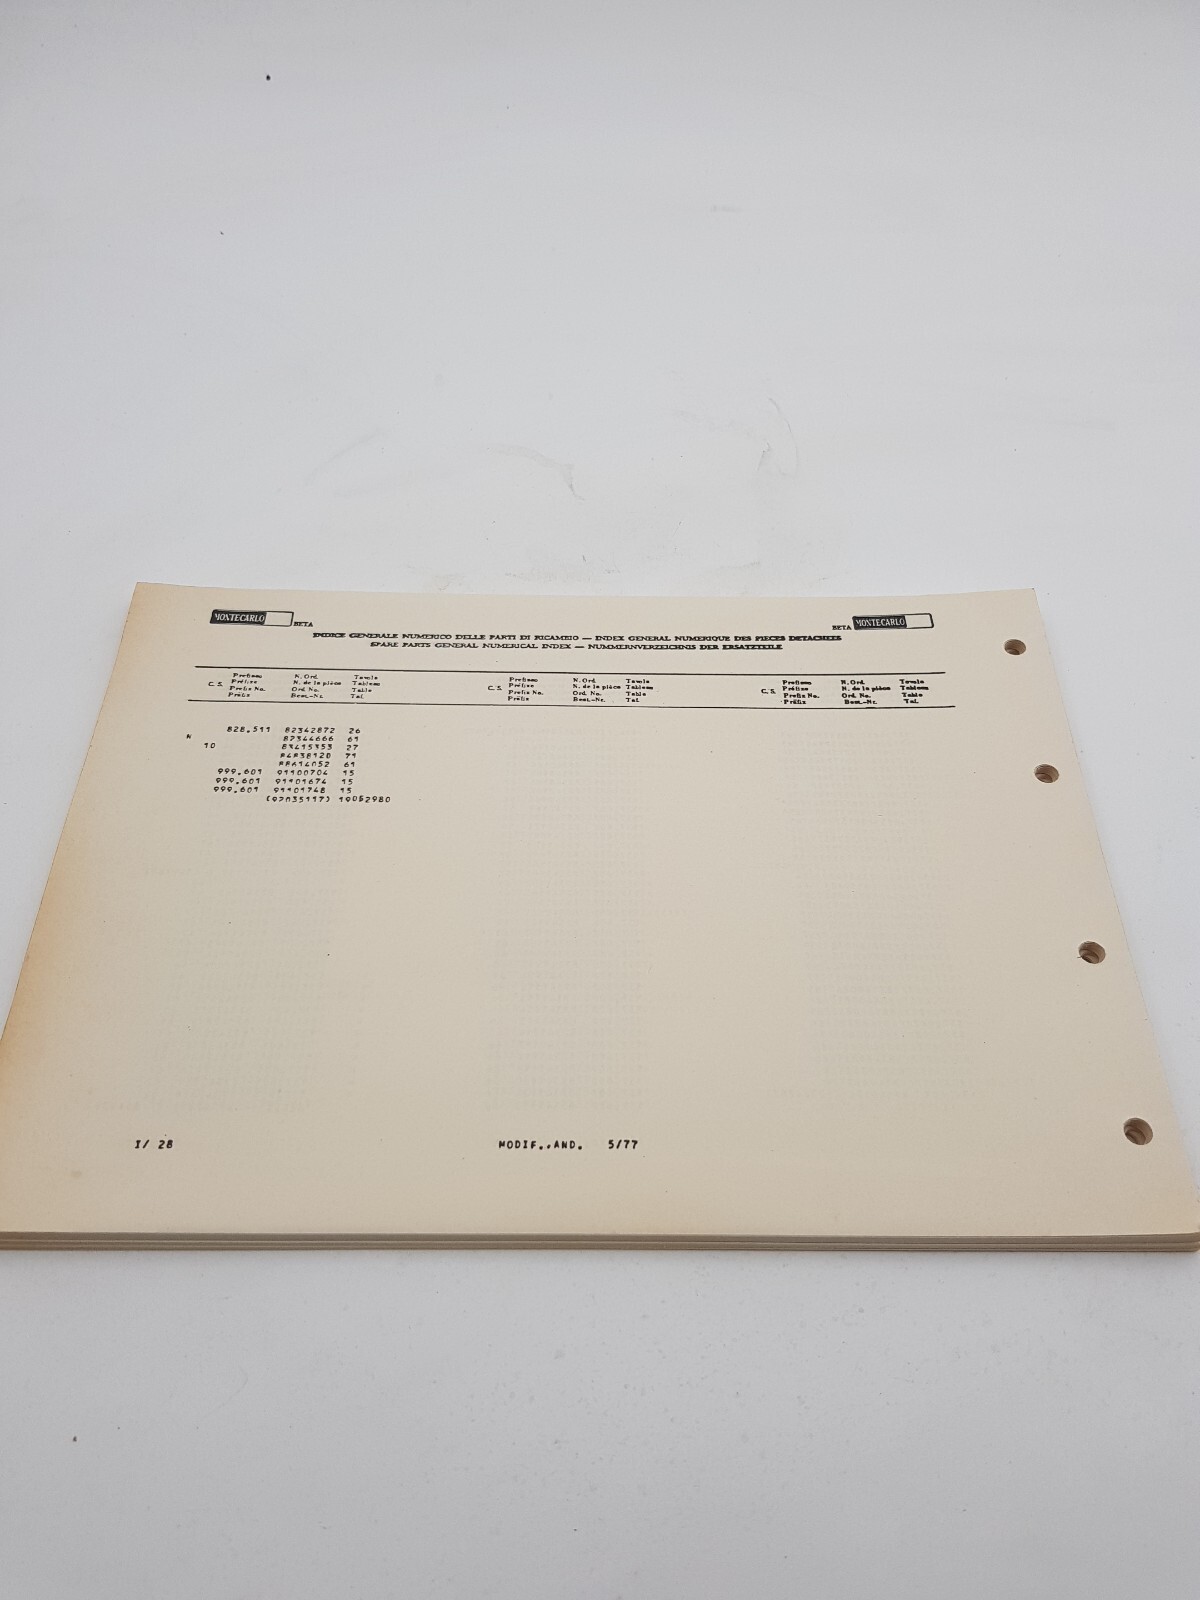 MONTECARLO BETA
BETA MONTECARLO
INDICE GENERALE NUMERICO DELLE PARTI DI RICAMBIO — INDEX GENERAL NUMERIQUE DES PIECES DETACHEES
SPARE PARTS GENERAL NUMERICAL INDEX — NUMMERNVERZEICHNIS DER ERSATZTEILE
Prefisso N. Ord. Tavola Prefisso N. Ord. Tavola Prefisso N. Ord. Tavola
C. S. Préfixe N. de la pièce Tableau C. S. Préfixe N. de la pièce Tableau C. S. Préfixe N. de la pièce Tableau
Prefix No. Ord. No. Table Prefix No. Ord. No. Table Prefix No. Ord. No. Table
Präfix Best.-Nr. Taf. Präfix Best.-Nr. Taf. Präfix Best.-Nr. Taf.
828.511 82342872 26
N 82344666 61
10 83415353 27
71
61
999.601 91100704 15
999.601 91101674 15
999.601 91101748 15
(92035117)
I/ 28
MODIF..AND. 5/77